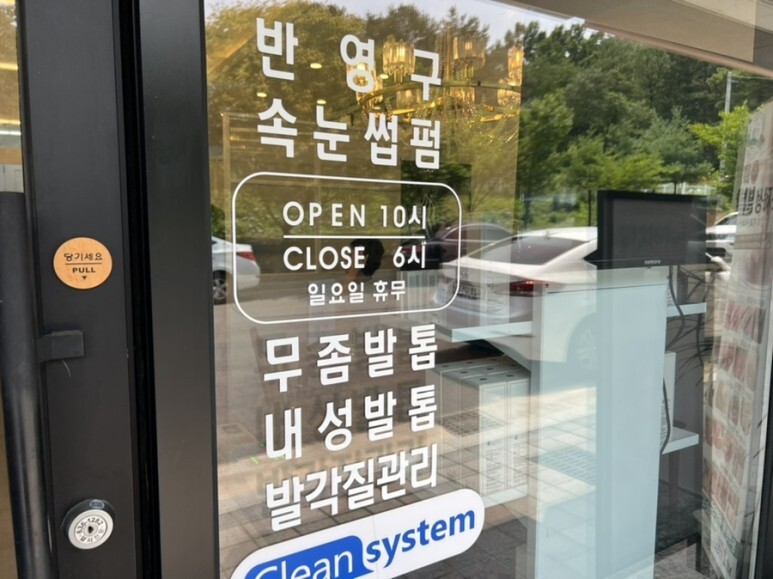 반영구
속눈썹펌
OPEN 10시
CLOSE 6시
일요일 휴무
무좀발톱
내성발톱
발각질관리
Clean system
당기세요
PULL